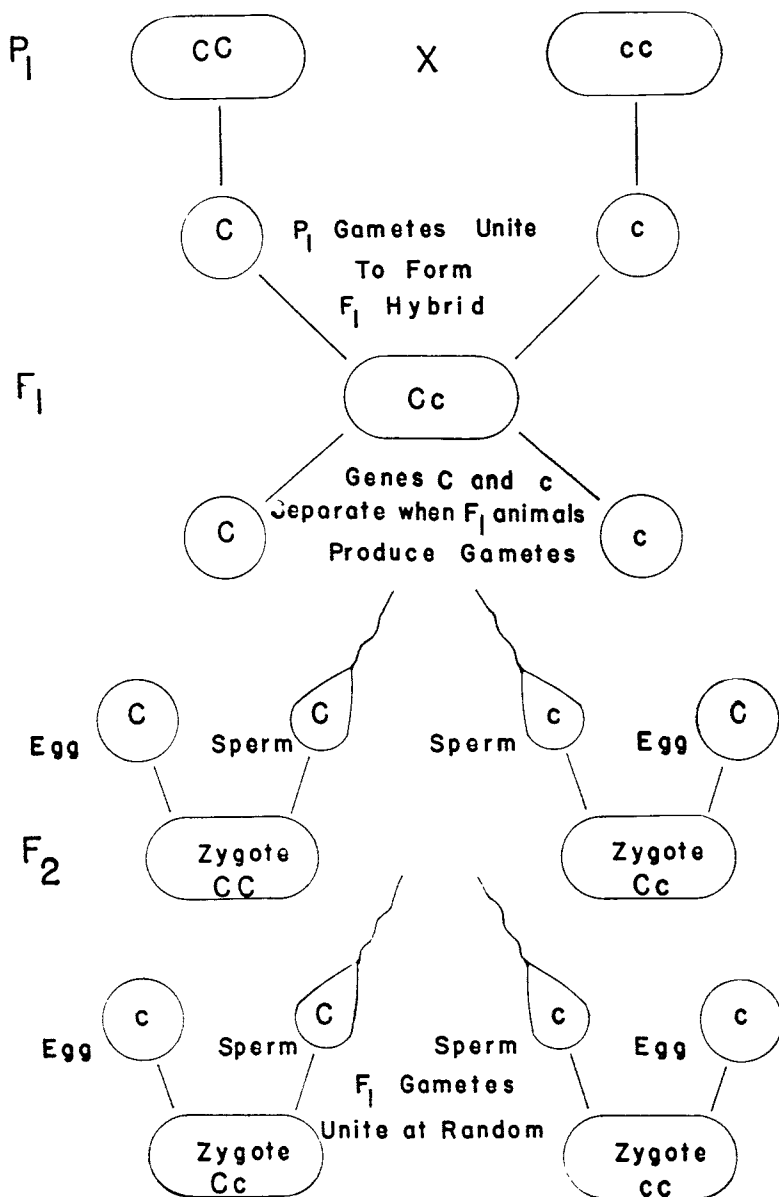 P1 CC X cc
C c
P1 Gametes Unite
To Form
F1 Hybrid
F1 Cc
Genes C and c
Separate when F1 animals
C c
Produce Gametes
C C c C
Egg Sperm Sperm Egg
F2 Zygote Zygote
CC Cc
c C c c
Egg Sperm Sperm Egg
F1 Gametes
Unite at Random
Zygote Zygote
Cc cc